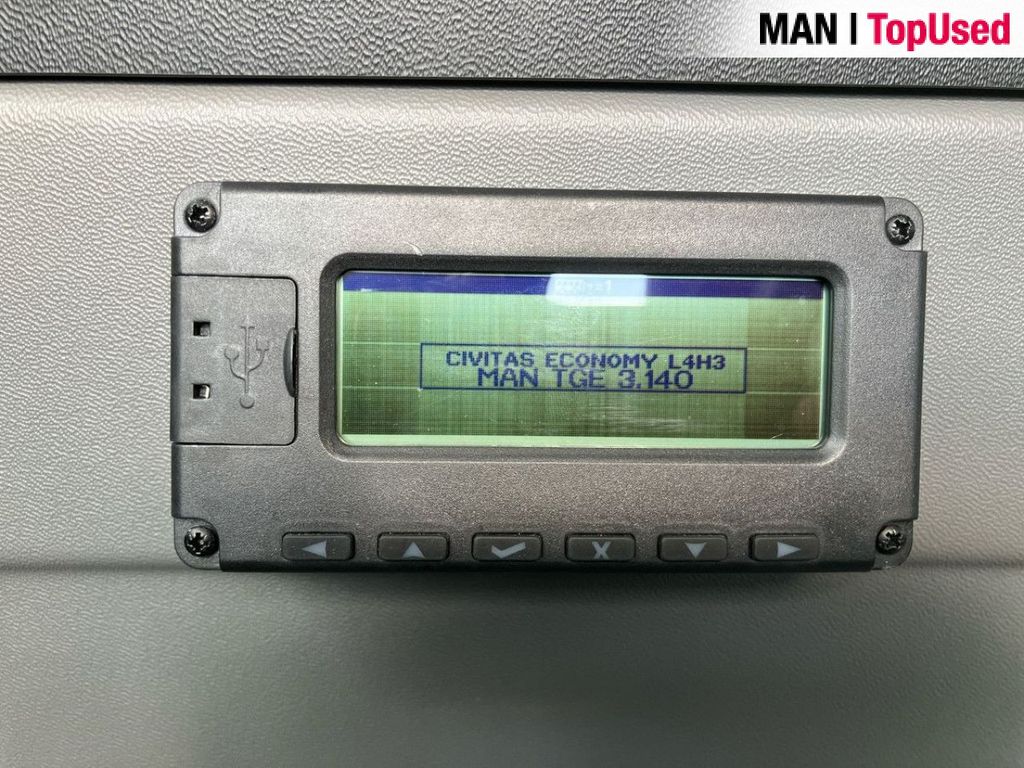 MAN | TopUsed
CIVITAS ECONOMY L4H3
MAN TGE 3.140
X